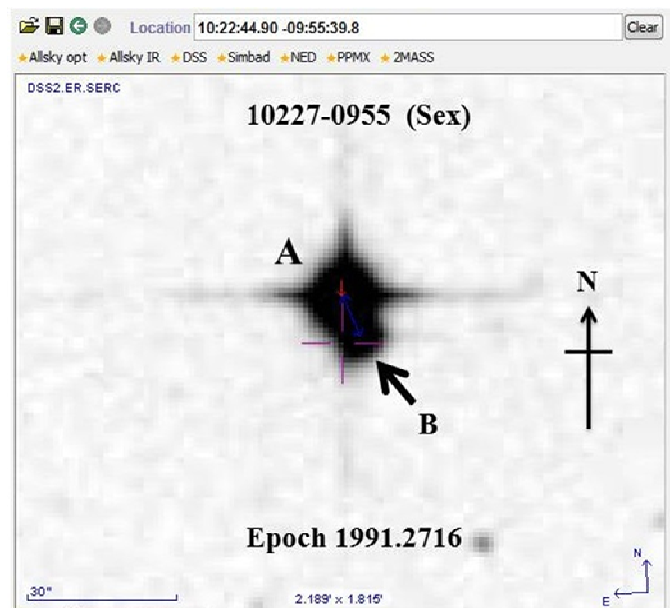 Location 10:22:44.90 -09:55:39.8 Clear
Allsky opt Allsky IR DSS Simbad NED PPMX 2MASS
DSS2.ER.SERC
10227-0955 (Sex)
A
N
B
Epoch 1991.2716
N
E
30"
2.189' x 1.815'